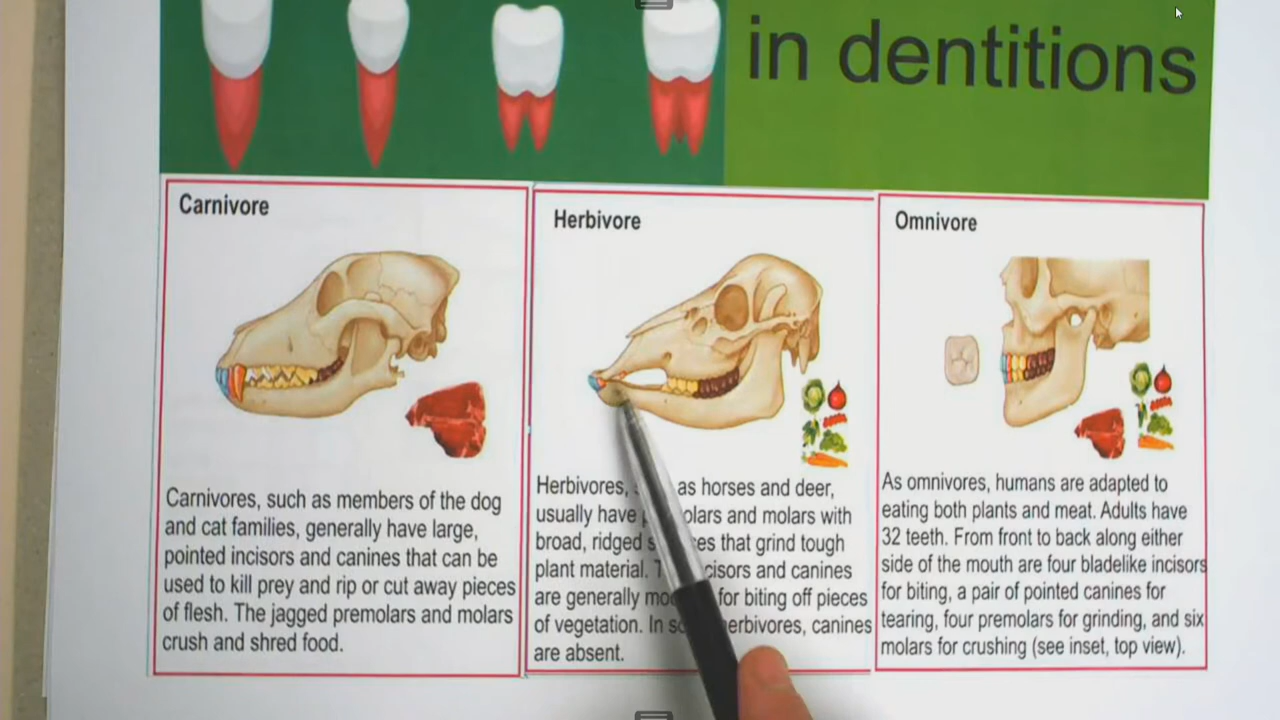 in dentitions
Carnivore
Carnivores, such as members of the dog
and cat families, generally have large,
pointed incisors and canines that can be
used to kill prey and rip or cut away pieces
of flesh. The jagged premolars and molars
crush and shred food.
Herbivore
Herbivores, as horses and deer,
usually have and molars with
broad, ridged that grind tough
plant material. and canines
are generally for biting off pieces
of vegetation. In herbivores, canines
are absent.
Omnivore
As omnivores, humans are adapted to
eating both plants and meat. Adults have
32 teeth. From front to back along either
side of the mouth are four bladelike incisors
for biting, a pair of pointed canines for
tearing, four premolars for grinding, and six
molars for crushing (see inset, top view).